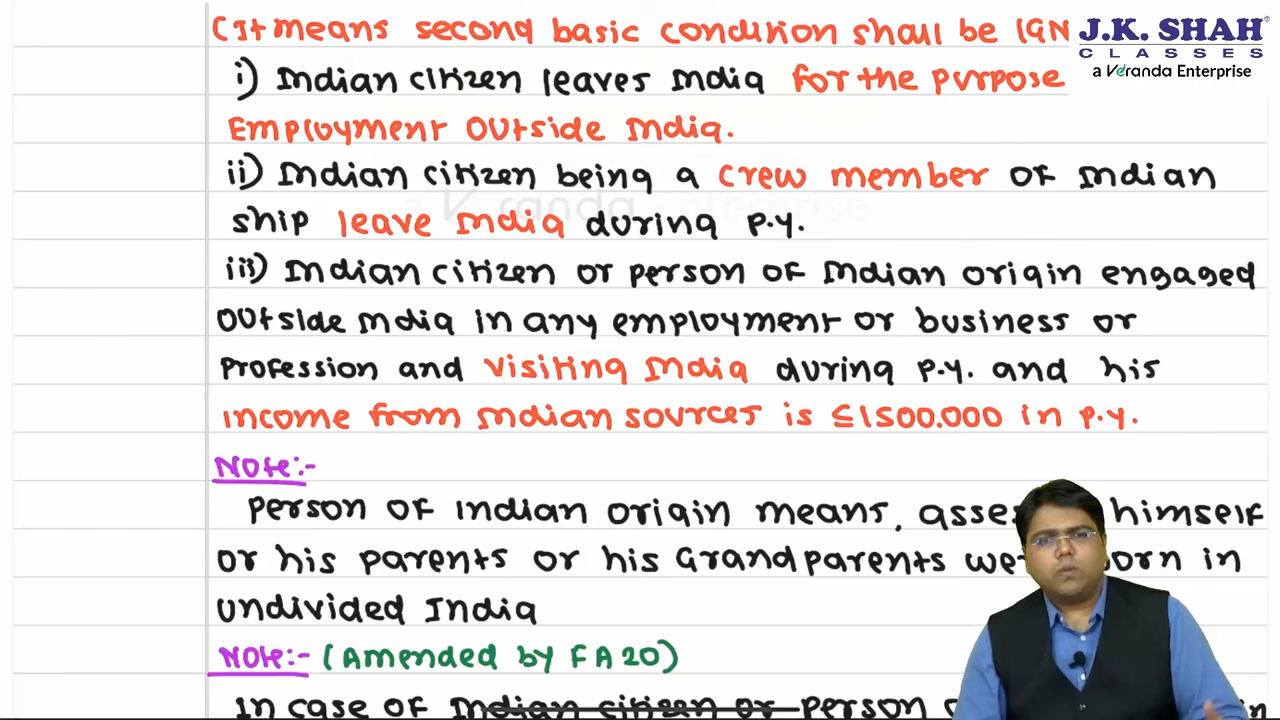 (It means second basic condition shall be IGN
J.K. SHAH®
CLASSES
a Veranda Enterprise
i) Indian citizen leaves India for the purpose
Employment outside India.
ii) Indian citizen being a crew member of Indian
ship leave India during p.y.
iii) Indian citizen or person of Indian origin engaged
outside India in any employment or business or
profession and visiting India during p.y. and his
income from Indian sources is ≤1500.000 in p.y.
Note:-
person of Indian origin means, asse himself
or his parents or his Grandparents we born in
undivided India
Note:- (Amended by FA20)
In case of Indian citizen or person in